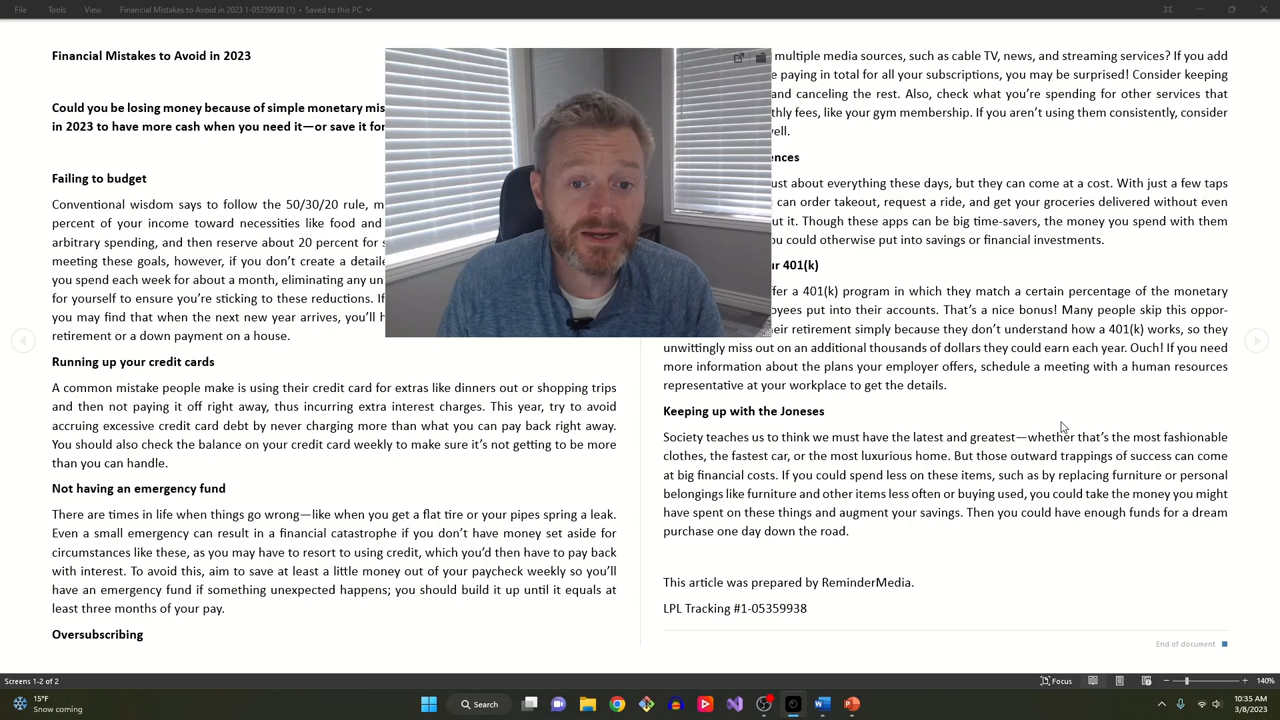 File Tools View Financial Mistakes to Avoid in 2023 1-05359938 (1) • Saved to this PC
Financial Mistakes to Avoid in 2023
Could you be losing money because of simple monetary mis
in 2023 to have more cash when you need it—or save it for
Failing to budget
Conventional wisdom says to follow the 50/30/20 rule, m
percent of your income toward necessities like food and
arbitrary spending, and then reserve about 20 percent for s
meeting these goals, however, if you don't create a detaile
you spend each week for about a month, eliminating any un
for yourself to ensure you're sticking to these reductions. If
you may find that when the next new year arrives, you'll h
retirement or a down payment on a house.
Running up your credit cards
A common mistake people make is using their credit card for extras like dinners out or shopping trips
and then not paying it off right away, thus incurring extra interest charges. This year, try to avoid
accruing excessive credit card debt by never charging more than what you can pay back right away.
You should also check the balance on your credit card weekly to make sure it's not getting to be more
than you can handle.
Not having an emergency fund
There are times in life when things go wrong—like when you get a flat tire or your pipes spring a leak.
Even a small emergency can result in a financial catastrophe if you don't have money set aside for
circumstances like these, as you may have to resort to using credit, which you'd then have to pay back
with interest. To avoid this, aim to save at least a little money out of your paycheck weekly so you'll
have an emergency fund if something unexpected happens; you should build it up until it equals at
least three months of your pay.
Oversubscribing
multiple media sources, such as cable TV, news, and streaming services? If you add
e paying in total for all your subscriptions, you may be surprised! Consider keeping
and canceling the rest. Also, check what you're spending for other services that
thly fees, like your gym membership. If you aren't using them consistently, consider
vell.
ences
ust about everything these days, but they can come at a cost. With just a few taps
can order takeout, request a ride, and get your groceries delivered without even
ut it. Though these apps can be big time-savers, the money you spend with them
ou could otherwise put into savings or financial investments.
ur 401(k)
fer a 401(k) program in which they match a certain percentage of the monetary
oyees put into their accounts. That's a nice bonus! Many people skip this oppor-
heir retirement simply because they don't understand how a 401(k) works, so they
unwittingly miss out on an additional thousands of dollars they could earn each year. Ouch! If you need
more information about the plans your employer offers, schedule a meeting with a human resources
representative at your workplace to get the details.
Keeping up with the Joneses
Society teaches us to think we must have the latest and greatest—whether that's the most fashionable
clothes, the fastest car, or the most luxurious home. But those outward trappings of success can come
at big financial costs. If you could spend less on these items, such as by replacing furniture or personal
belongings like furniture and other items less often or buying used, you could take the money you might
have spent on these things and augment your savings. Then you could have enough funds for a dream
purchase one day down the road.
This article was prepared by ReminderMedia.
LPL Tracking #1-05359938
End of document
Screens 1-2 of 2
Focus
140%
15°F
Snow coming
Search
10:35 AM
3/8/2023